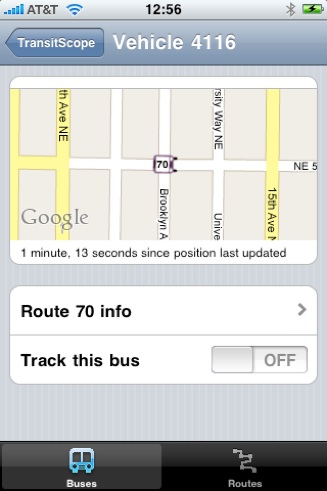 AT&T 12:56
TransitScope Vehicle 4116
th Ave NE
sity Way NE
70
NE 5
Brooklyn A
Unive
15th Ave N
Google
1 minute, 13 seconds since position last updated
Route 70 info
Track this bus OFF
Buses Routes